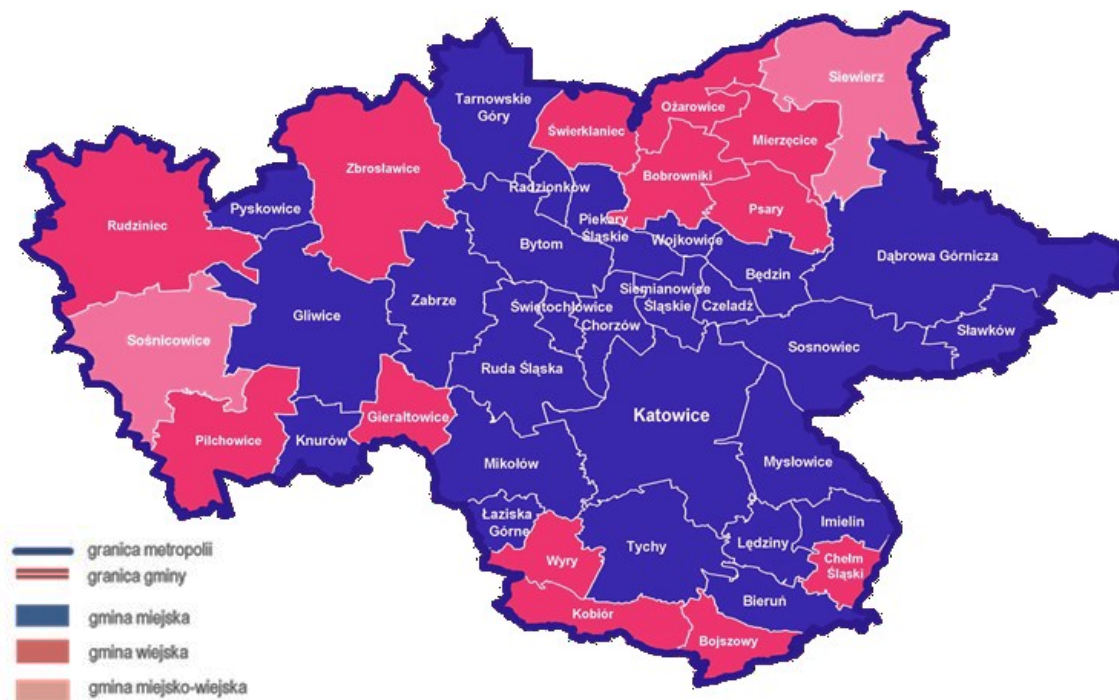 Siewierz
Tarnowskie
Góry
Ożarowice
Świerklaniec
Mierzęcice
Zbrosławice
Bobrowniki
Radzionków
Pyskowice
Psary
Rudziniec
Piekary
Śląskie
Wojkowice
Bytom
Dąbrowa Górnicza
Będzin
Siemianowice
Śląskie
Zabrze
Świętochłowice
Czeladź
Gliwice
Chorzów
Sławków
Sośnicowice
Sosnowiec
Ruda Śląska
Katowice
Gierałtowice
Pilchowice
Knurów
Mikołów
Mysłowice
Łaziska
Górne
Imielin
Lędziny
Tychy
Wyry
Chełm
Śląski
Bieruń
Kobiór
Bojszowy
granica metropolii
granica gminy
gmina miejska
gmina wiejska
gmina miejsko-wiejska